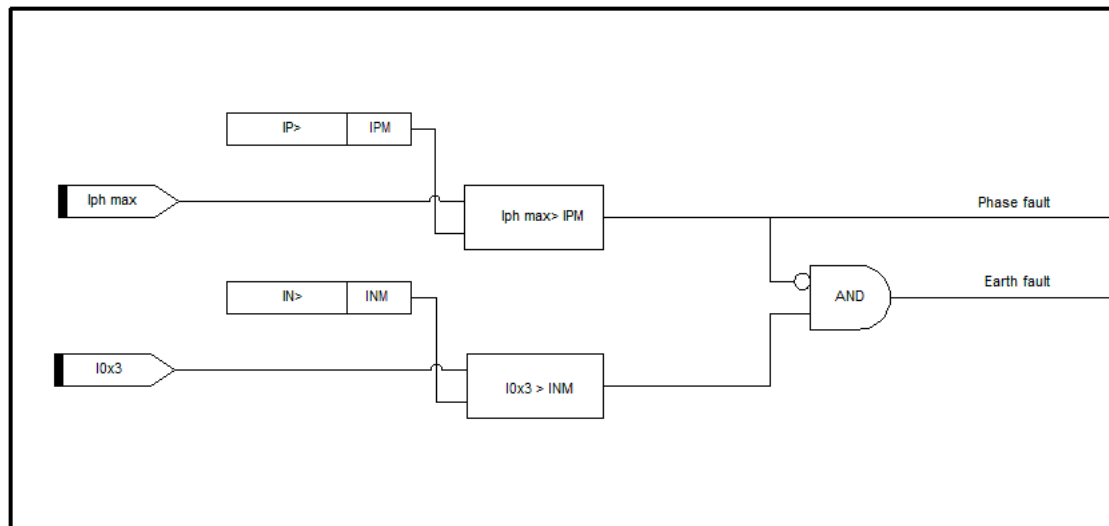 IP> IPM
Iph max
Iph max> IPM
Phase fault
IN> INM
AND
Earth fault
I0x3
I0x3 > INM